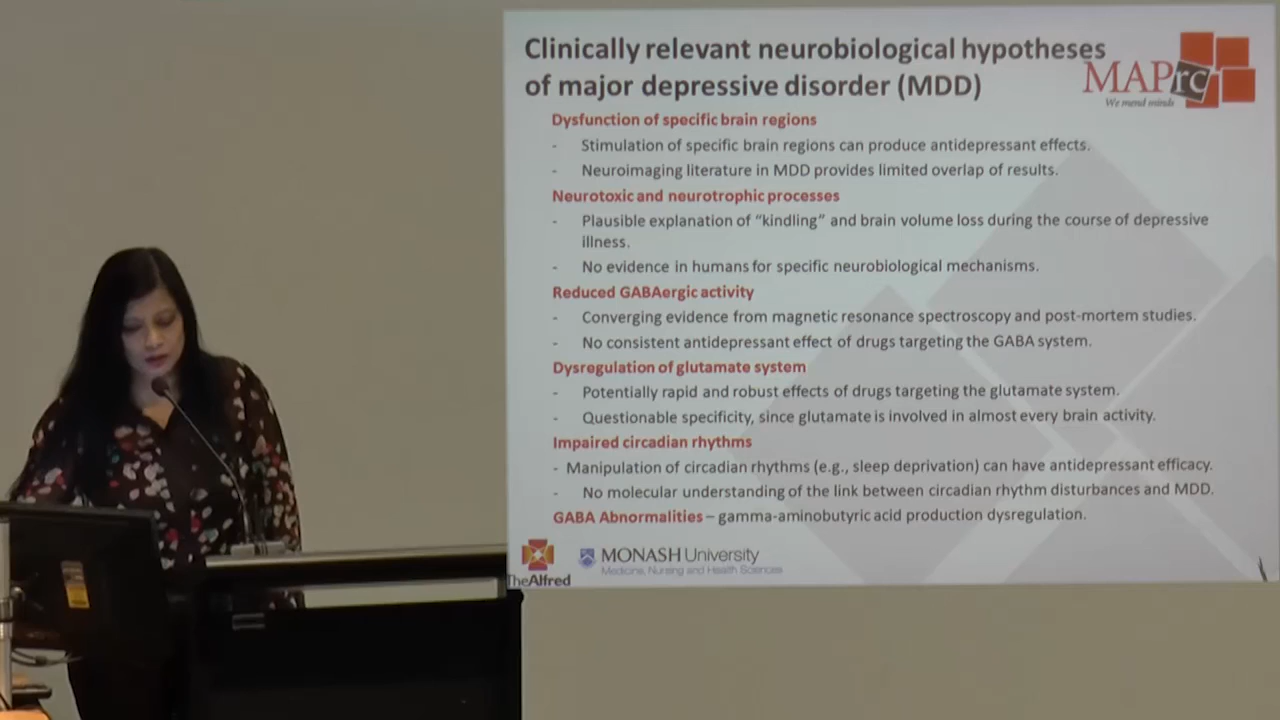 Clinically relevant neurobiological hypotheses
of major depressive disorder (MDD)
MAPrc
We mend minds
Dysfunction of specific brain regions
- Stimulation of specific brain regions can produce antidepressant effects.
- Neuroimaging literature in MDD provides limited overlap of results.
Neurotoxic and neurotrophic processes
- Plausible explanation of “kindling” and brain volume loss during the course of depressive
illness.
- No evidence in humans for specific neurobiological mechanisms.
Reduced GABAergic activity
- Converging evidence from magnetic resonance spectroscopy and post-mortem studies.
- No consistent antidepressant effect of drugs targeting the GABA system.
Dysregulation of glutamate system
- Potentially rapid and robust effects of drugs targeting the glutamate system.
- Questionable specificity, since glutamate is involved in almost every brain activity.
Impaired circadian rhythms
- Manipulation of circadian rhythms (e.g., sleep deprivation) can have antidepressant efficacy.
- No molecular understanding of the link between circadian rhythm disturbances and MDD.
GABA Abnormalities – gamma-aminobutyric acid production dysregulation.
TheAlfred
MONASH University
Medicine, Nursing and Health Sciences